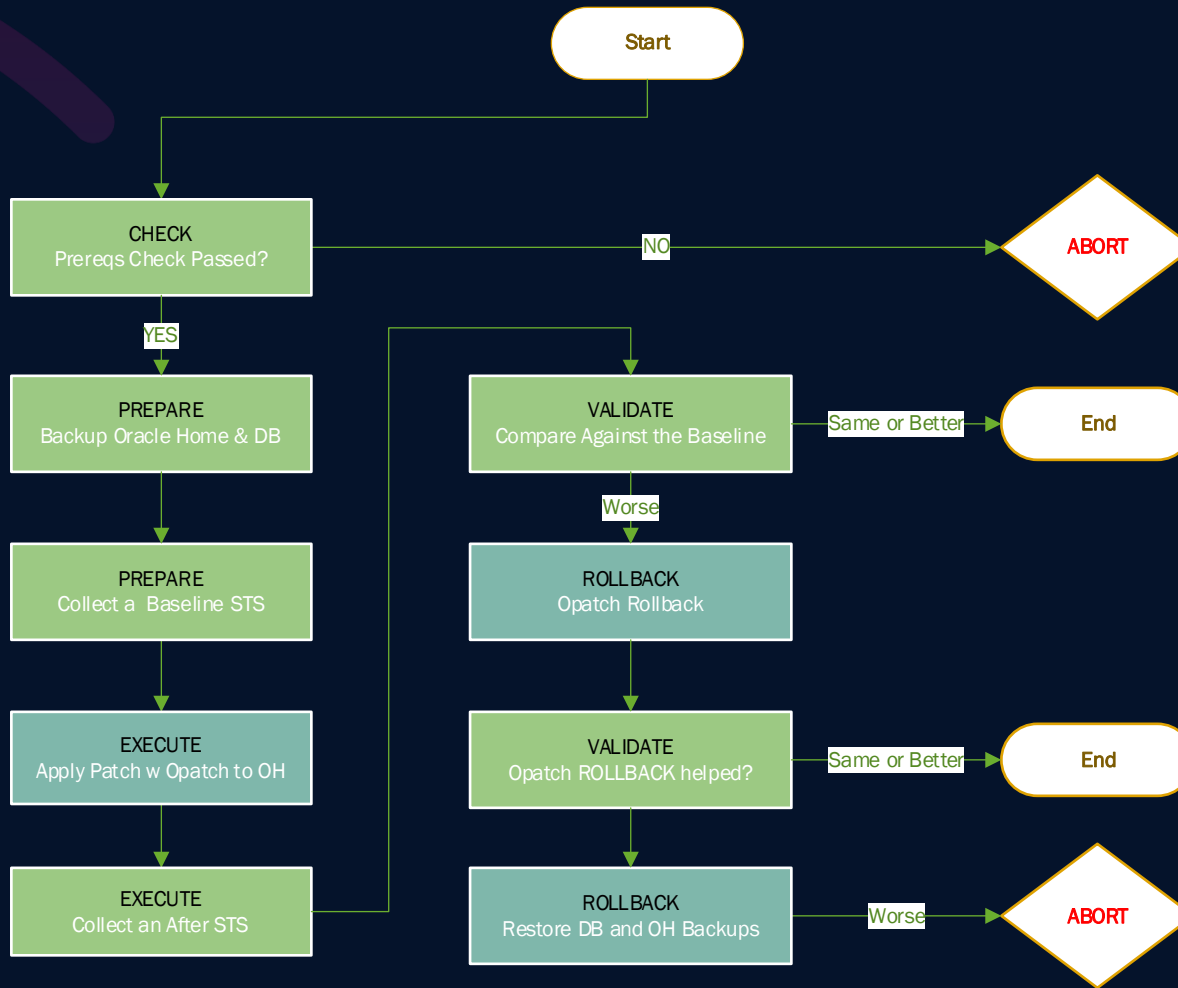 Start
CHECK
Prereqs Check Passed?
NO
ABORT
YES
PREPARE
Backup Oracle Home & DB
PREPARE
Collect a Baseline STS
EXECUTE
Apply Patch w Opatch to OH
EXECUTE
Collect an After STS
VALIDATE
Compare Against the Baseline
Same or Better
End
Worse
ROLLBACK
Opatch Rollback
VALIDATE
Opatch ROLLBACK helped?
Same or Better
End
ROLLBACK
Restore DB and OH Backups
Worse
ABORT